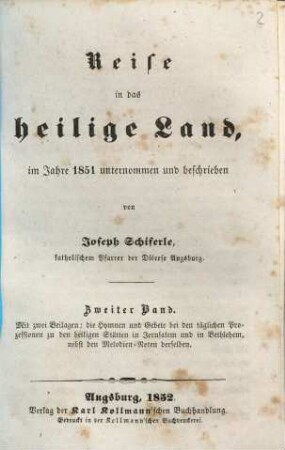 2
Reise
in das
heilige Land,
im Jahre 1851 unternommen und beschrieben
von
Joseph Schiferle,
katholischem Pfarrer der Diöcese Augsburg.
Zweiter Band.
Mit zwei Beilagen: die Hymnen und Gebete bei den täglichen Pro-
zessionen zu den heiligen Stätten in Jerusalem und in Bethlehem,
nebst den Melodien-Noten derselben.
Augsburg, 1852.
Verlag der Karl Kollmann'schen Buchhandlung.
Gedruckt in der Kollmann'schen Buchdruckerei.